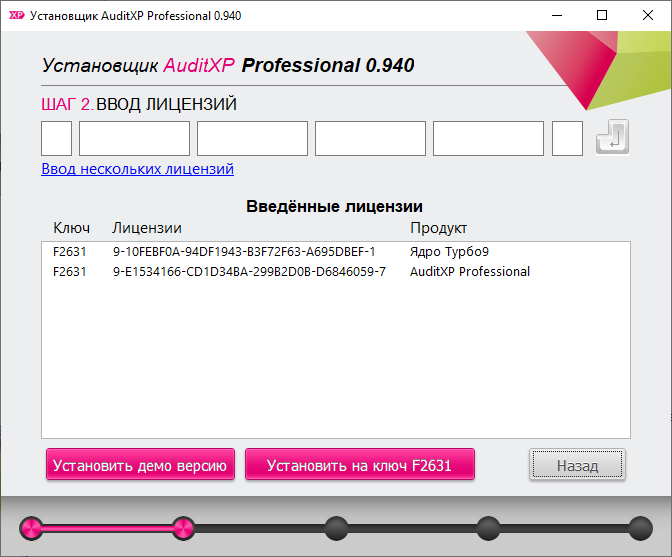 XP Установщик AuditXP Professional 0.940
Установщик AuditXP Professional 0.940
ШАГ 2. ВВОД ЛИЦЕНЗИЙ
Ввод нескольких лицензий
Введённые лицензии
Ключ Лицензии Продукт
F2631 9-10FEBF0A-94DF1943-B3F72F63-A695DBEF-1 Ядро Турбо9
F2631 9-E1534166-CD1D34BA-299B2D0B-D6846059-7 AuditXP Professional
Установить демо версию Установить на ключ F2631 Назад